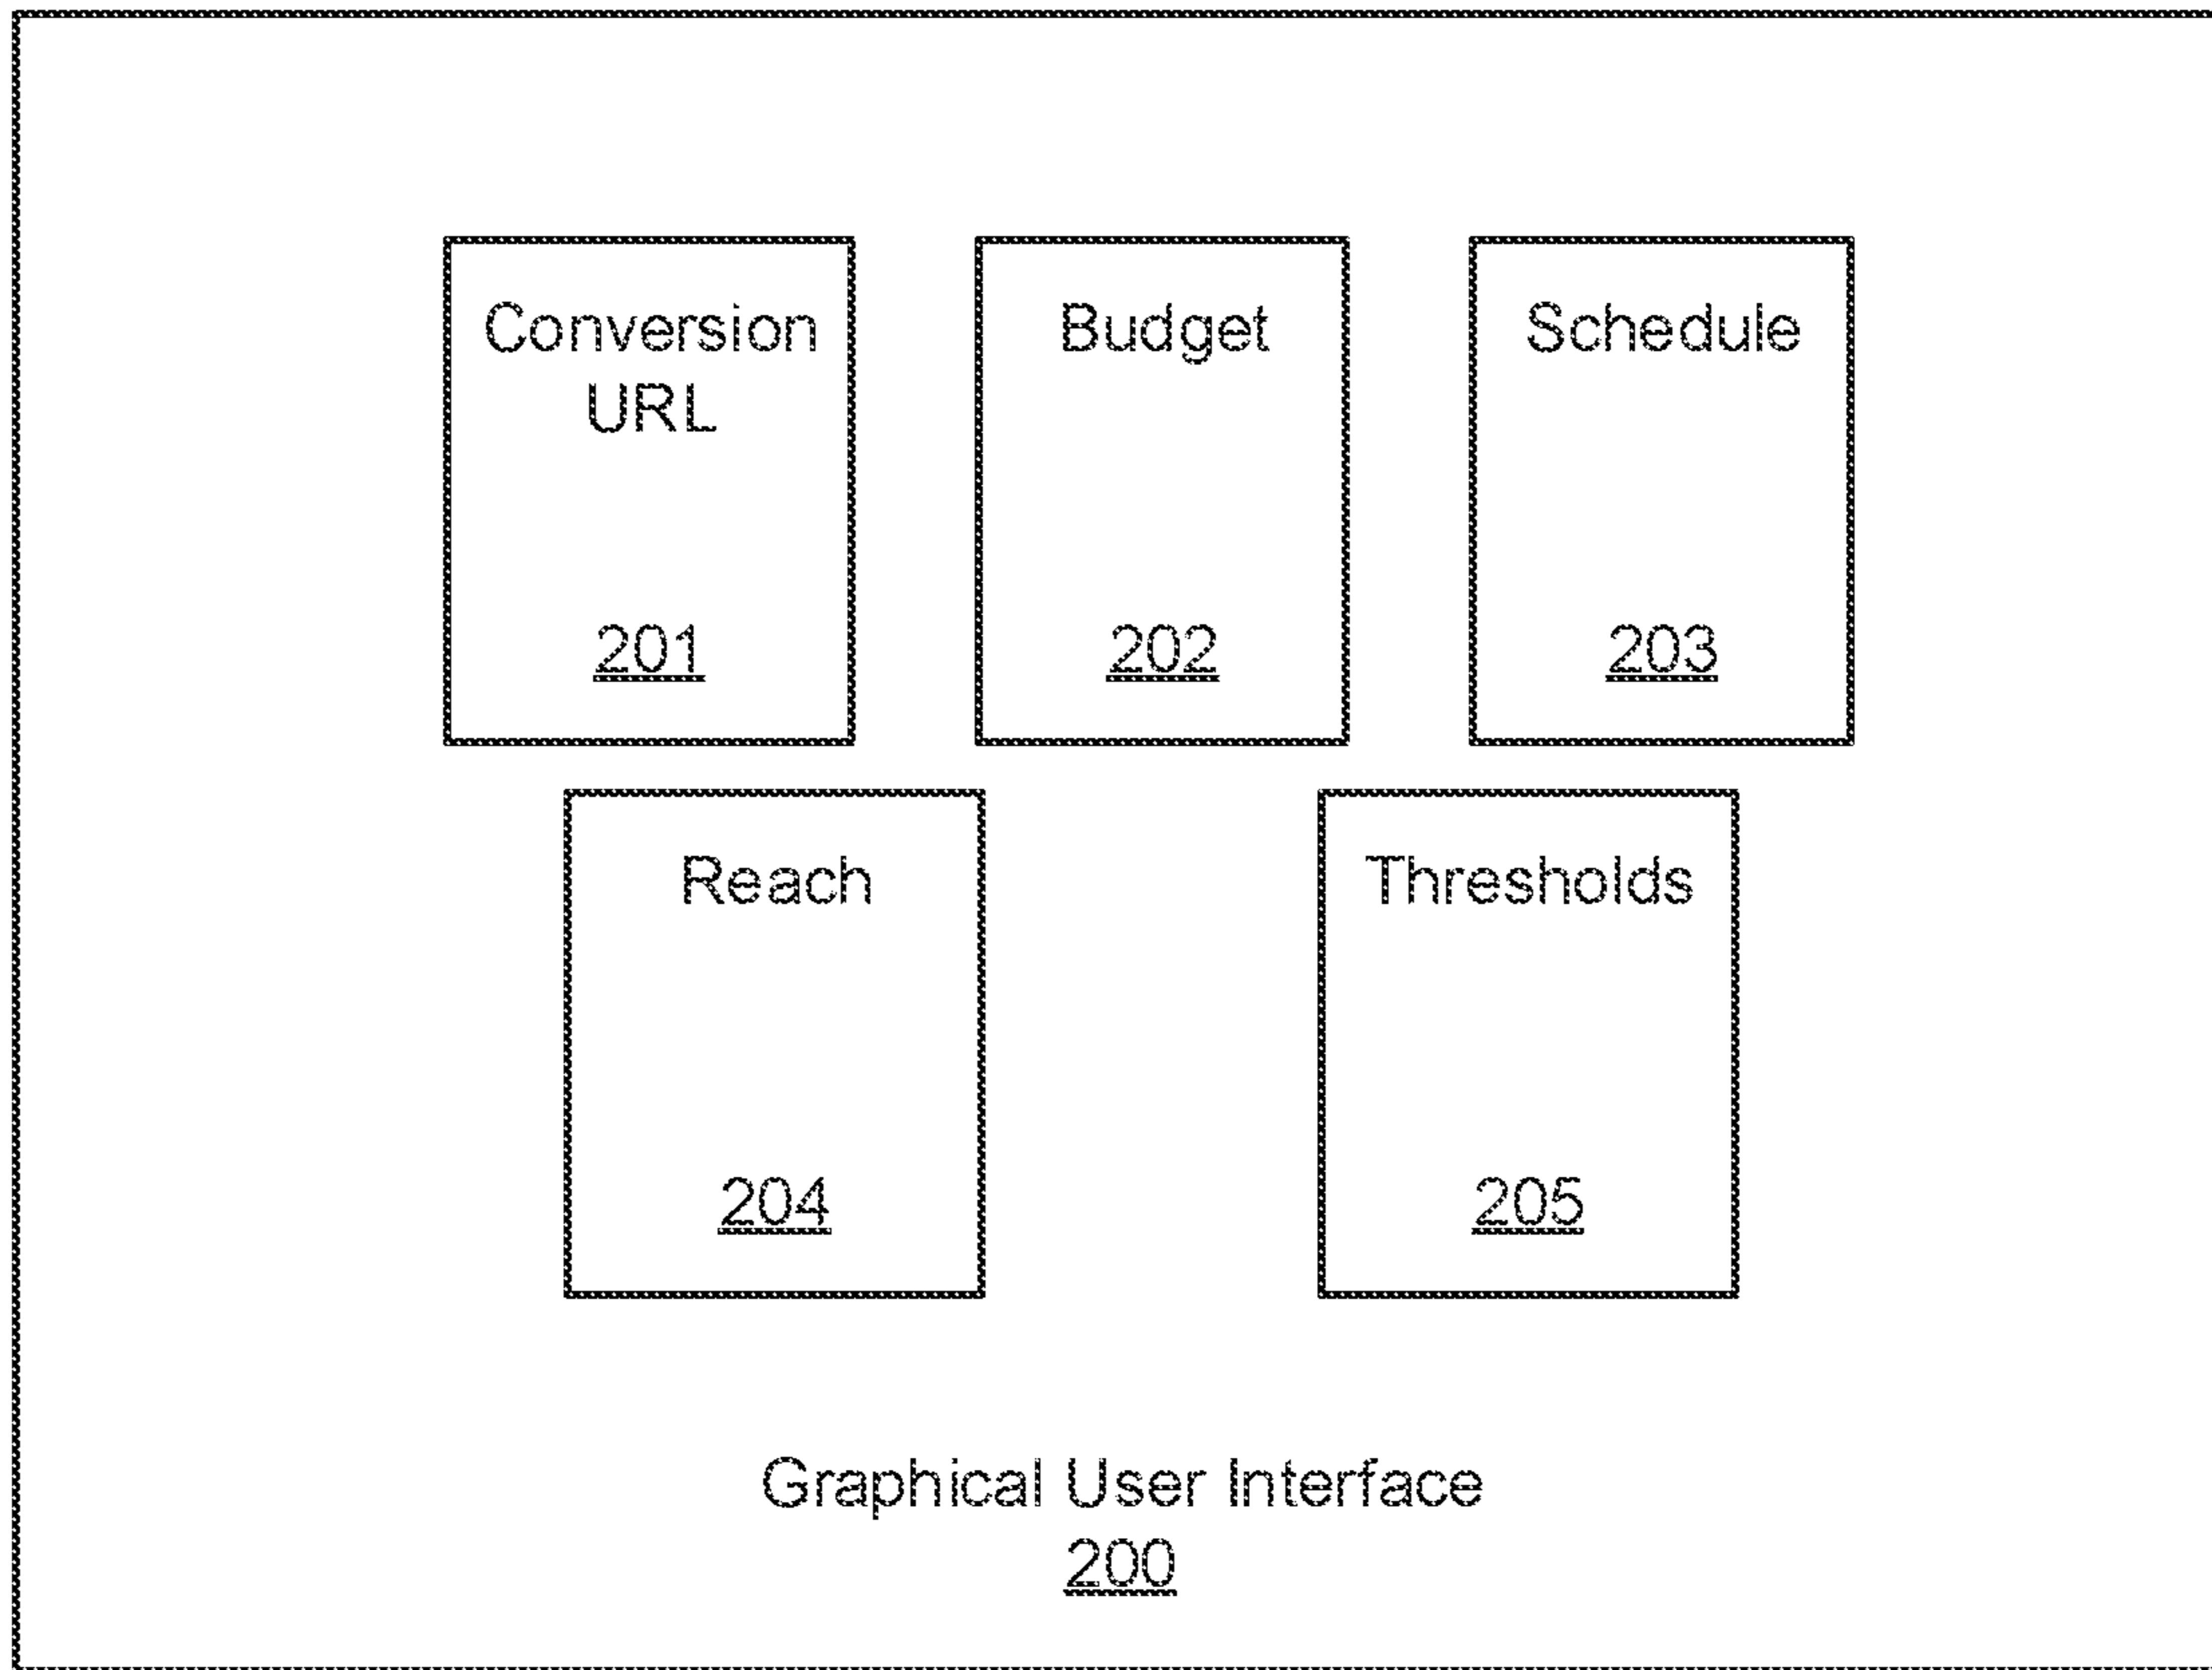 Conversion
URL
201
Budget
202
Schedule
203
Reach
204
Thresholds
205
Graphical User Interface
200